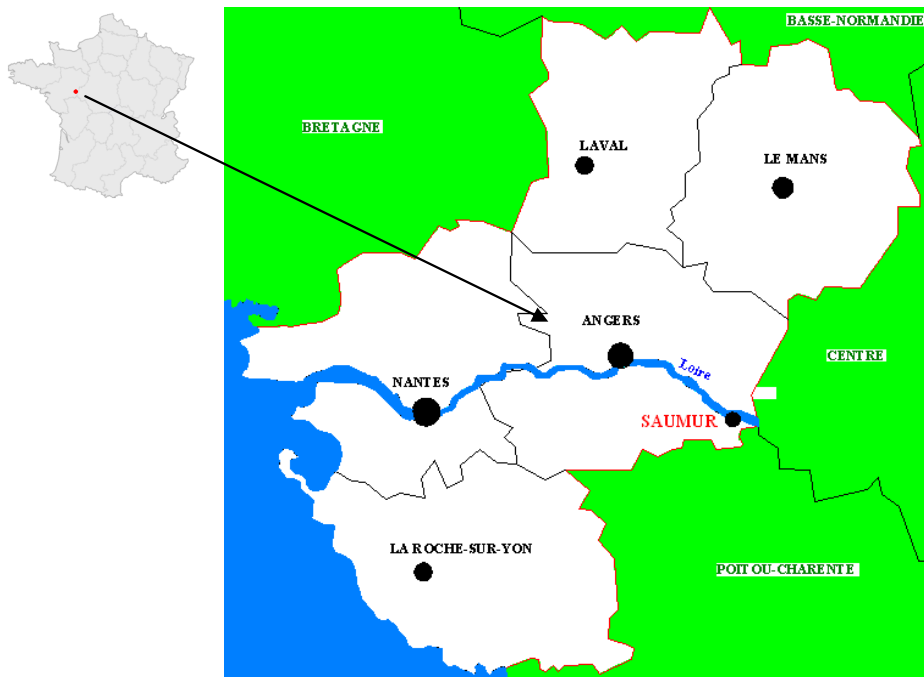 BASSE-NORMANDIE
BRETAGNE
LAVAL
LE MANS
ANGERS
CENTRE
Loire
NANTES
SAUMUR
LA ROCHE-SUR-YON
POITOU-CHARENTE